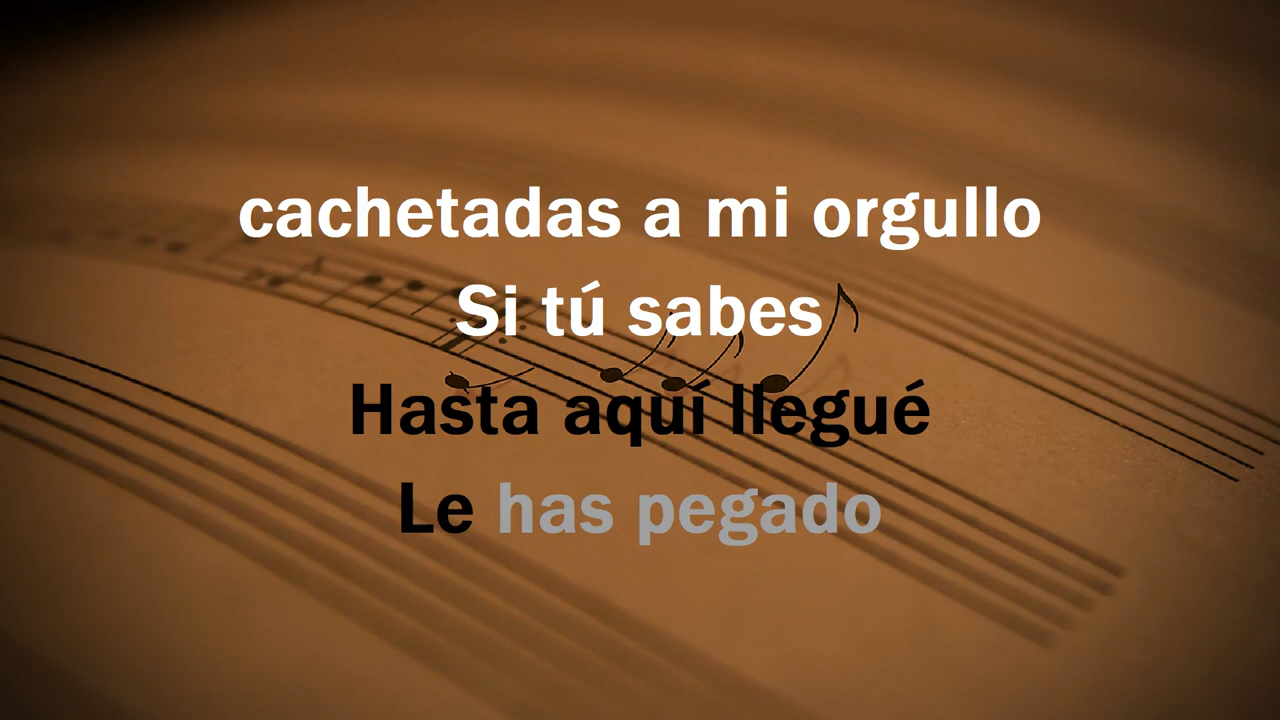 cachetadas a mi orgullo
Si tú sabes
Hasta aquí llegué
Le has pegado